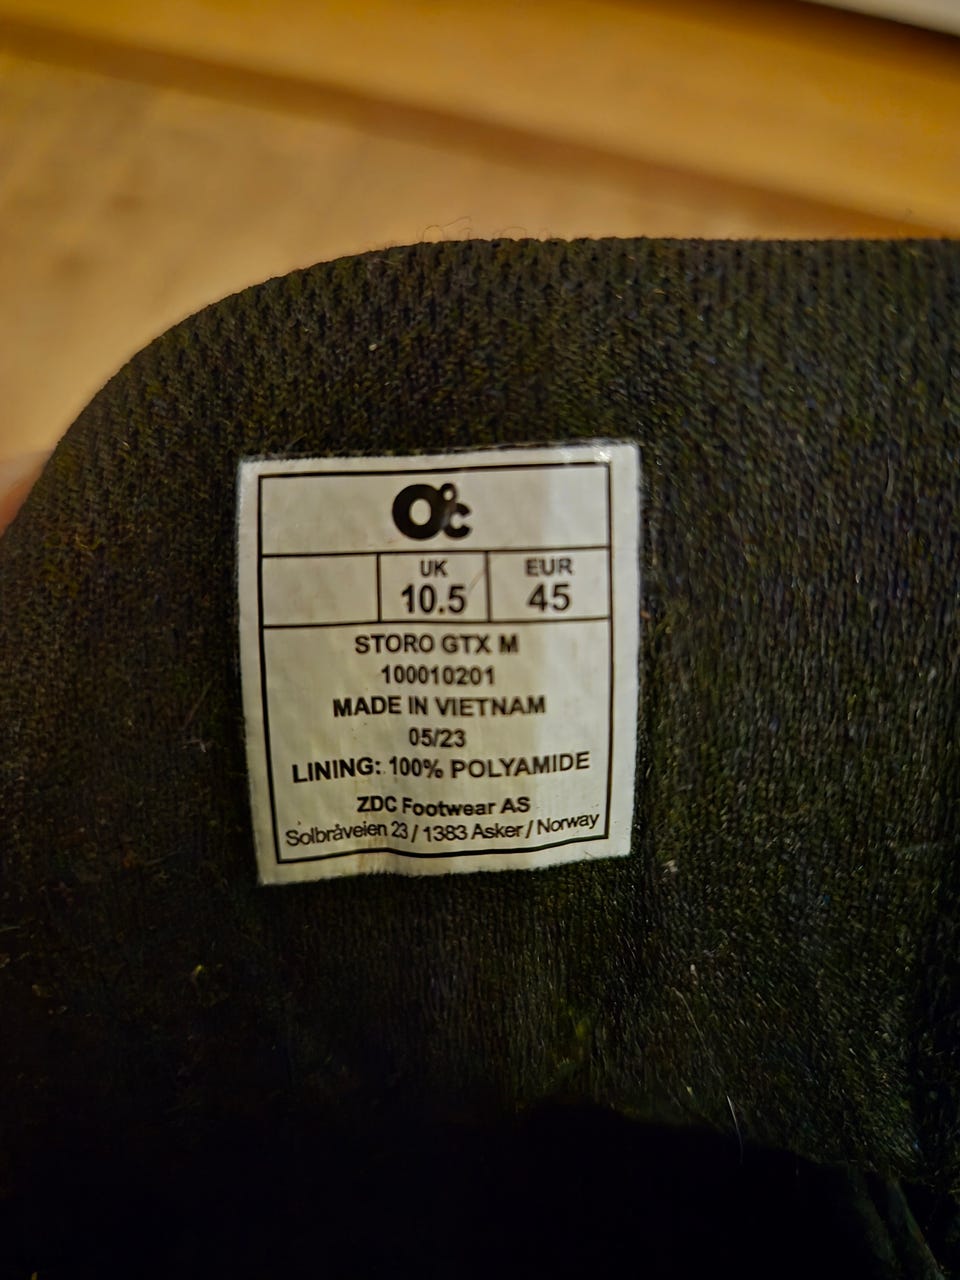 O°C
UK EUR
10.5 45
STORO GTX M
100010201
MADE IN VIETNAM
05/23
LINING: 100% POLYAMIDE
ZDC Footwear AS
Solbråveien 23 / 1383 Asker / Norway